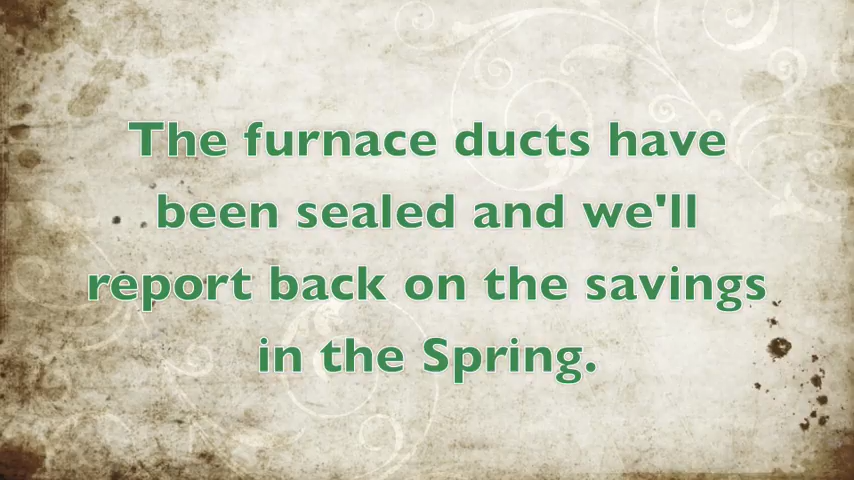 The furnace ducts have
been sealed and we'll
report back on the savings
in the Spring.